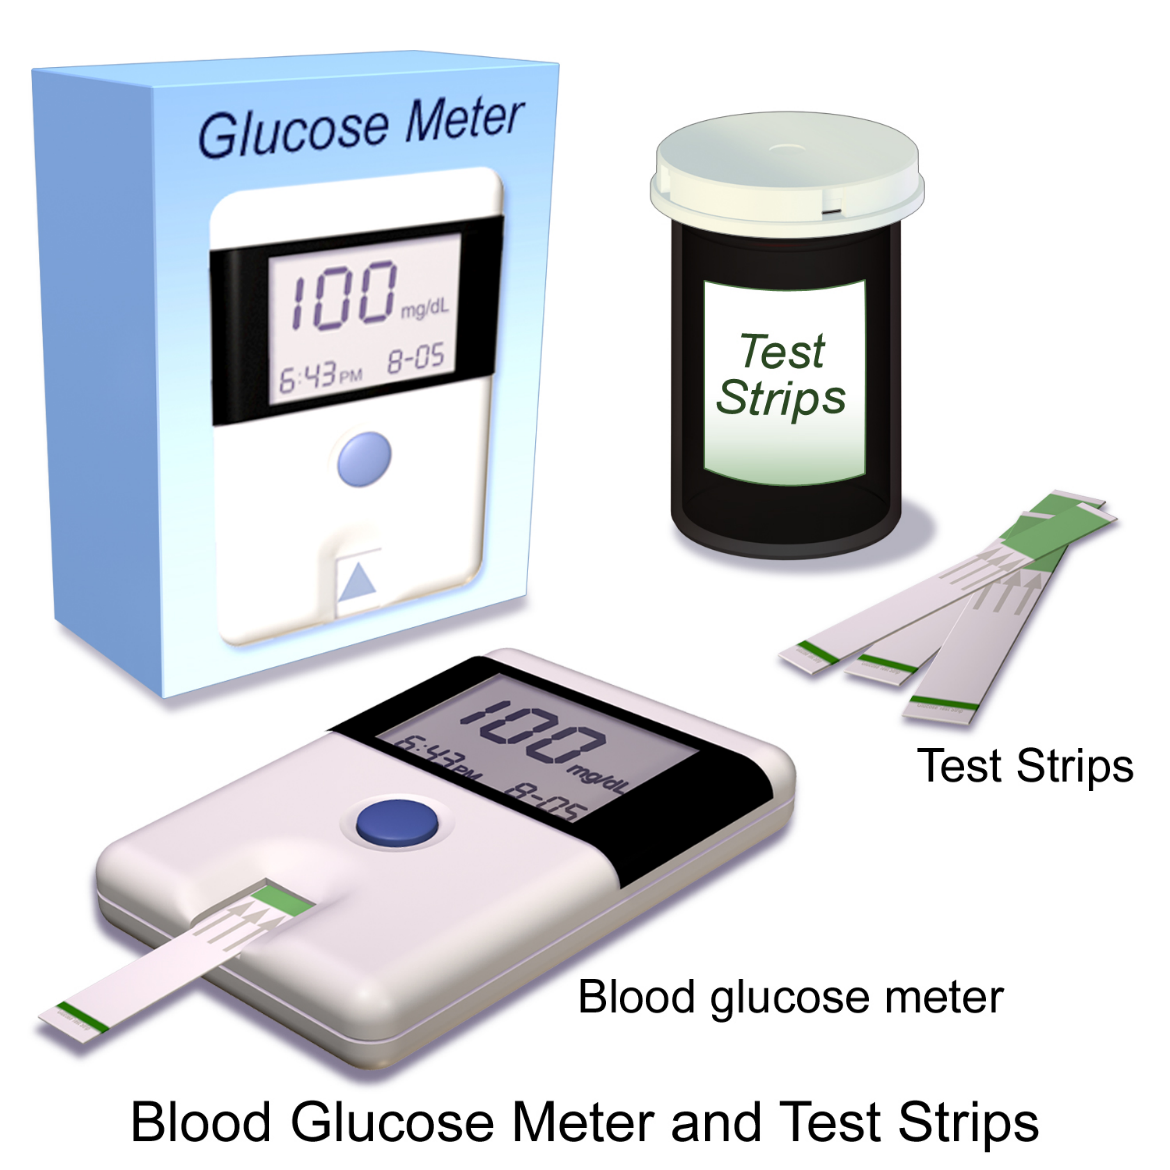 Glucose Meter
100 mg/dL
6:43 PM 8-05
Test
Strips
Test Strips
100 mg/dL
6:43 PM 8-05
Blood glucose meter
Blood Glucose Meter and Test Strips